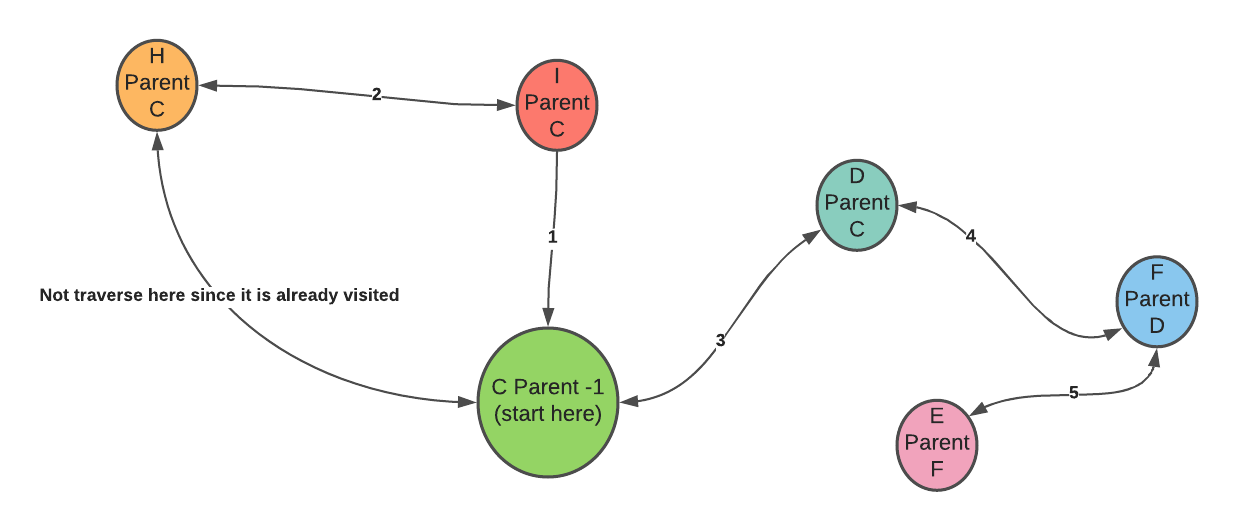 H
Parent
C
2
I
Parent
C
1
Not traverse here since it is already visited
C Parent -1
(start here)
3
D
Parent
C
4
F
Parent
D
5
E
Parent
F